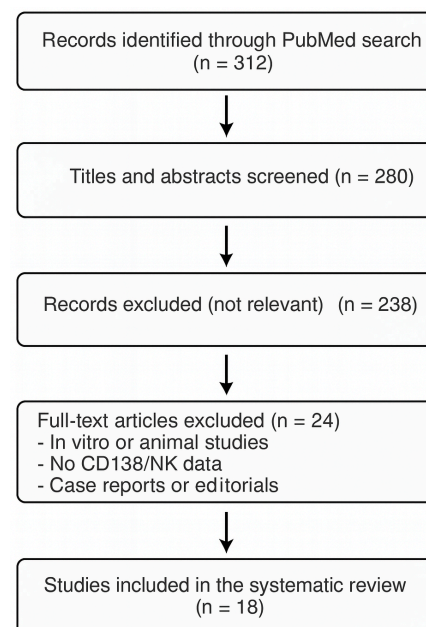 Records identified through PubMed search
(n = 312)
Titles and abstracts screened (n = 280)
Records excluded (not relevant) (n = 238)
Full-text articles excluded (n = 24)
- In vitro or animal studies
- No CD138/NK data
- Case reports or editorials
Studies included in the systematic review
(n = 18)